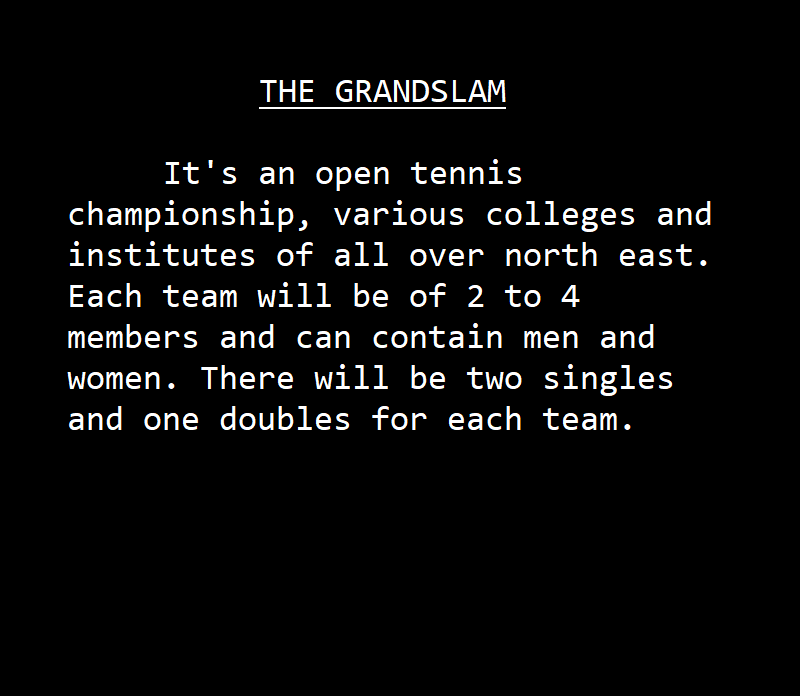 THE GRANDSLAM
It's an open tennis
championship, various colleges and
institutes of all over north east.
Each team will be of 2 to 4
members and can contain men and
women. There will be two singles
and one doubles for each team.